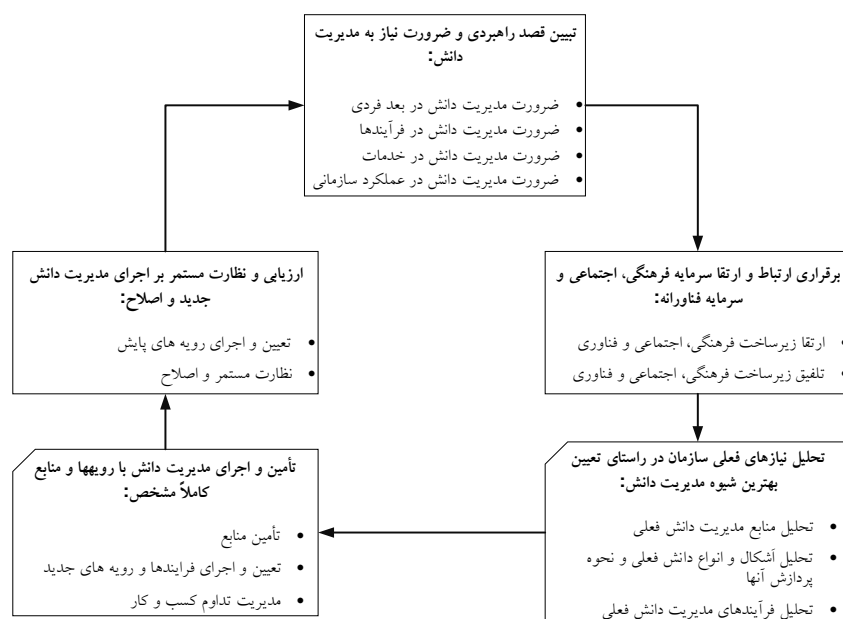 تبیین قصد راهبردی و ضرورت نیاز به مدیریت
دانش:
• ضرورت مدیریت دانش در بعد فردی
• ضرورت مدیریت دانش در فرآیندها
• ضرورت مدیریت دانش در خدمات
• ضرورت مدیریت دانش در عملکرد سازمانی
برقراری ارتباط و ارتقا سرمایه فرهنگی، اجتماعی و
سرمایه فناورانه:
• ارتقا زیرساخت فرهنگی، اجتماعی و فناوری
• تلفیق زیرساخت فرهنگی، اجتماعی و فناوری
تحلیل نیازهای فعلی سازمان در راستای تعیین
بهترین شیوه مدیریت دانش:
• تحلیل منابع مدیریت دانش فعلی
• تحلیل اَشکال و انواع دانش فعلی و نحوه
پردازش آنها
• تحلیل فرآیندهای مدیریت دانش فعلی
تأمین و اجرای مدیریت دانش با رویهها و منابع
کاملاً مشخص:
• تأمین منابع
• تعیین و اجرای فرایندها و رویه های جدید
• مدیریت تداوم کسب و کار
ارزیابی و نظارت مستمر بر اجرای مدیریت دانش
جدید و اصلاح:
• تعیین و اجرای رویه های پایش
• نظارت مستمر و اصلاح